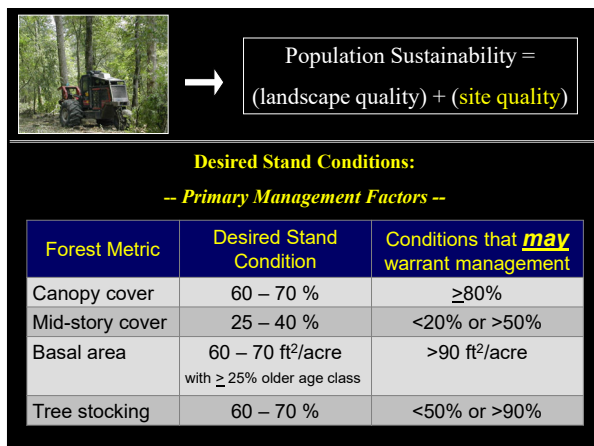 Population Sustainability =
(landscape quality) + (site quality)
Desired Stand Conditions:
-- Primary Management Factors --
Forest Metric
Desired Stand
Condition
Conditions that may
warrant management
Canopy cover
60 – 70 %
≥80%
Mid-story cover
25 – 40 %
<20% or >50%
Basal area
60 – 70 ft²/acre
with ≥ 25% older age class
>90 ft²/acre
Tree stocking
60 – 70 %
<50% or >90%